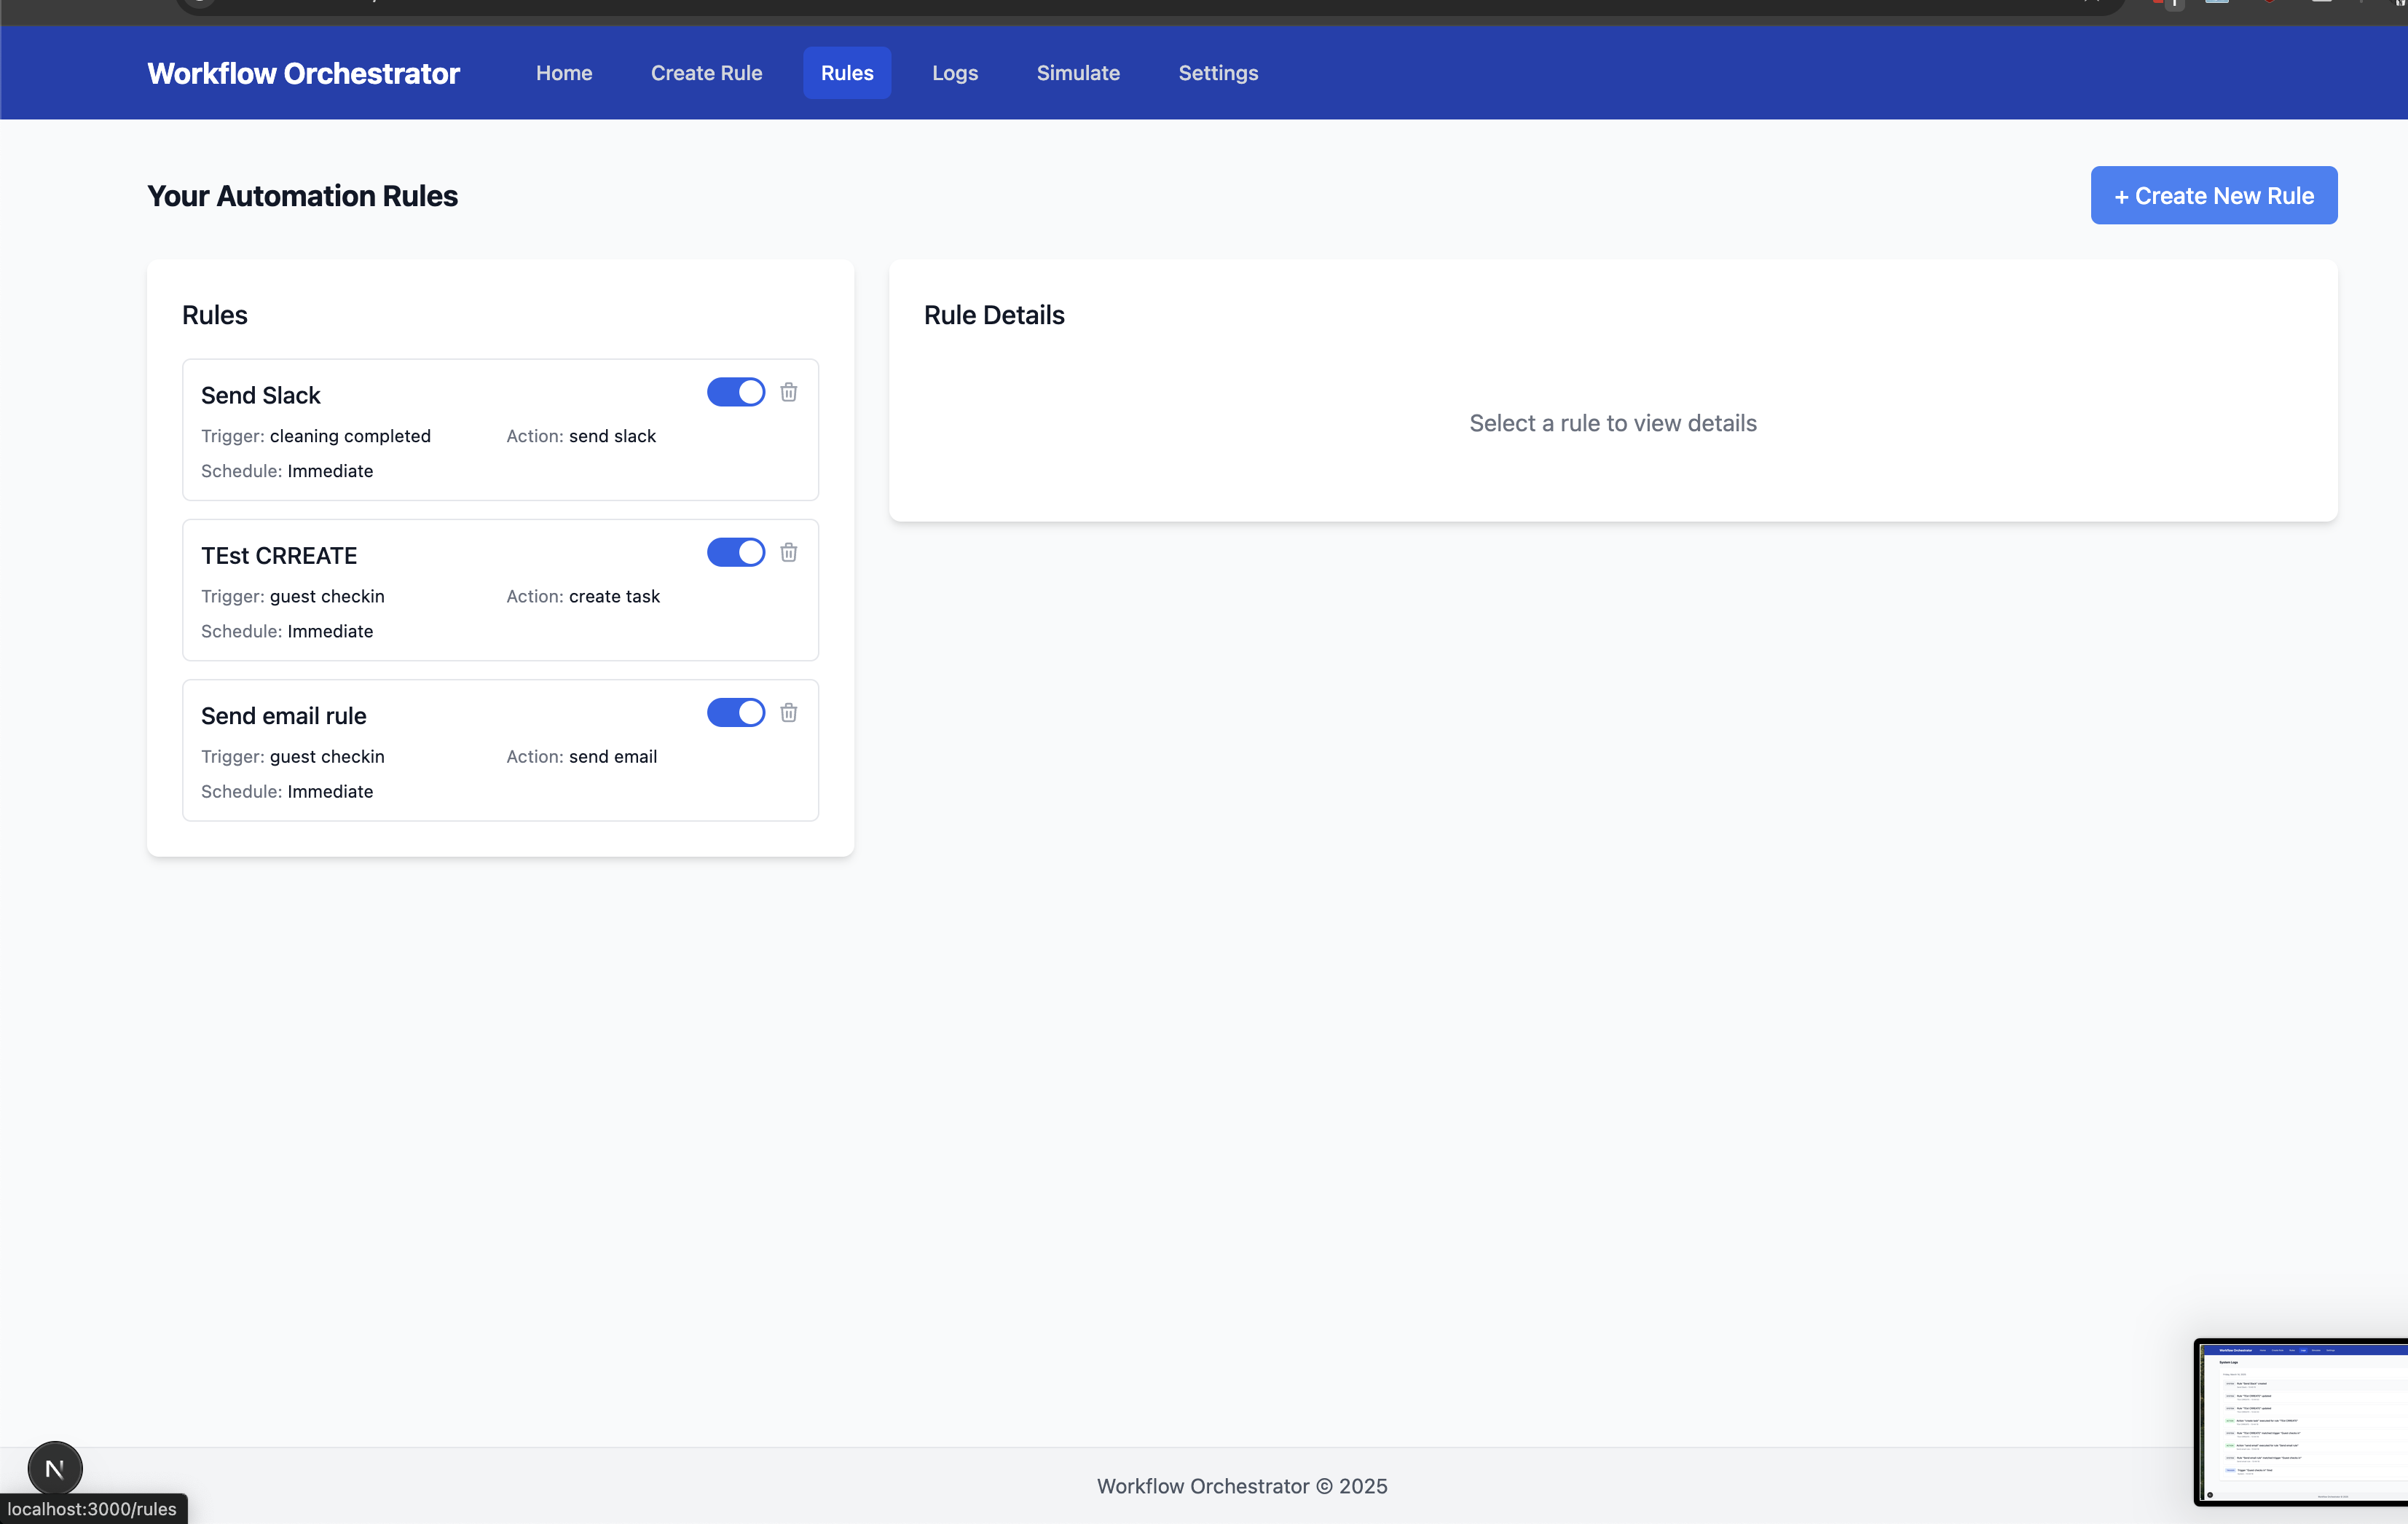 Workflow Orchestrator Home Create Rule Rules Logs Simulate Settings
Your Automation Rules
+ Create New Rule
Rules
Send Slack
Trigger: cleaning completed Action: send slack
Schedule: Immediate
TEst CRREATE
Trigger: guest checkin Action: create task
Schedule: Immediate
Send email rule
Trigger: guest checkin Action: send email
Schedule: Immediate
Rule Details
Select a rule to view details
Workflow Orchestrator © 2025
N
localhost:3000/rules